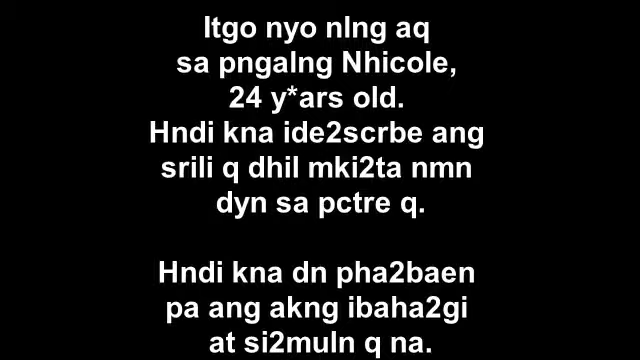 Itgo nyo nlng aq
sa pngalng Nhicole,
24 y*ars old.
Hndi kna ide2scrbe ang
srili q dhil mki2ta nmn
dyn sa pctre q.
Hndi kna dn pha2baen
pa ang akng ibaha2gi
at si2muln q na.